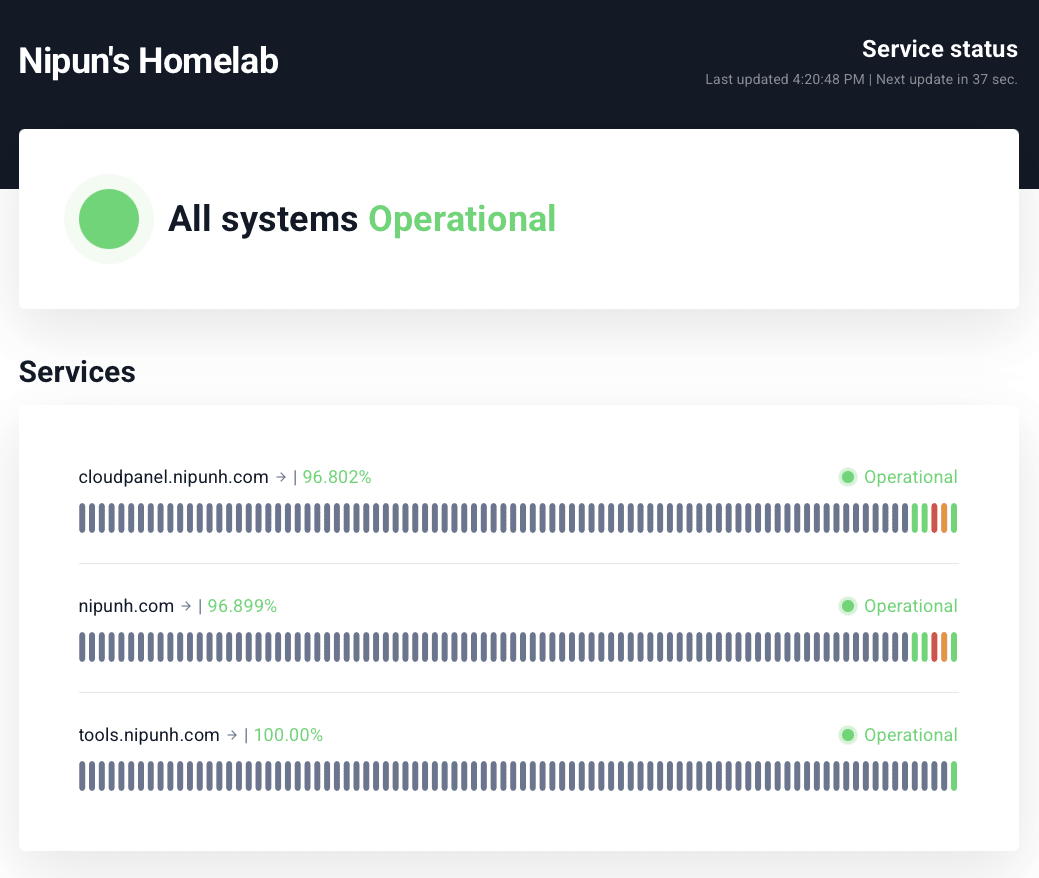 Nipun's Homelab
Service status
Last updated 4:20:48 PM | Next update in 37 sec.
All systems Operational
Services
cloudpanel.nipunh.com → | 96.802%
Operational
nipunh.com → | 96.899%
Operational
tools.nipunh.com → | 100.00%
Operational